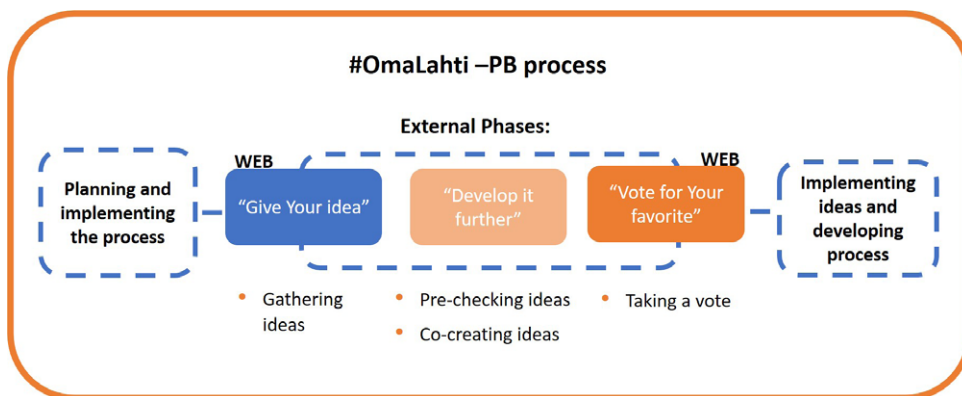 #OmaLahti –PB process
External Phases:
Planning and
implementing
the process
WEB
“Give Your idea”
“Develop it
further”
WEB
“Vote for Your
favorite”
Implementing
ideas and
developing
process
• Gathering
ideas
• Pre-checking ideas
• Co-creating ideas
• Taking a vote